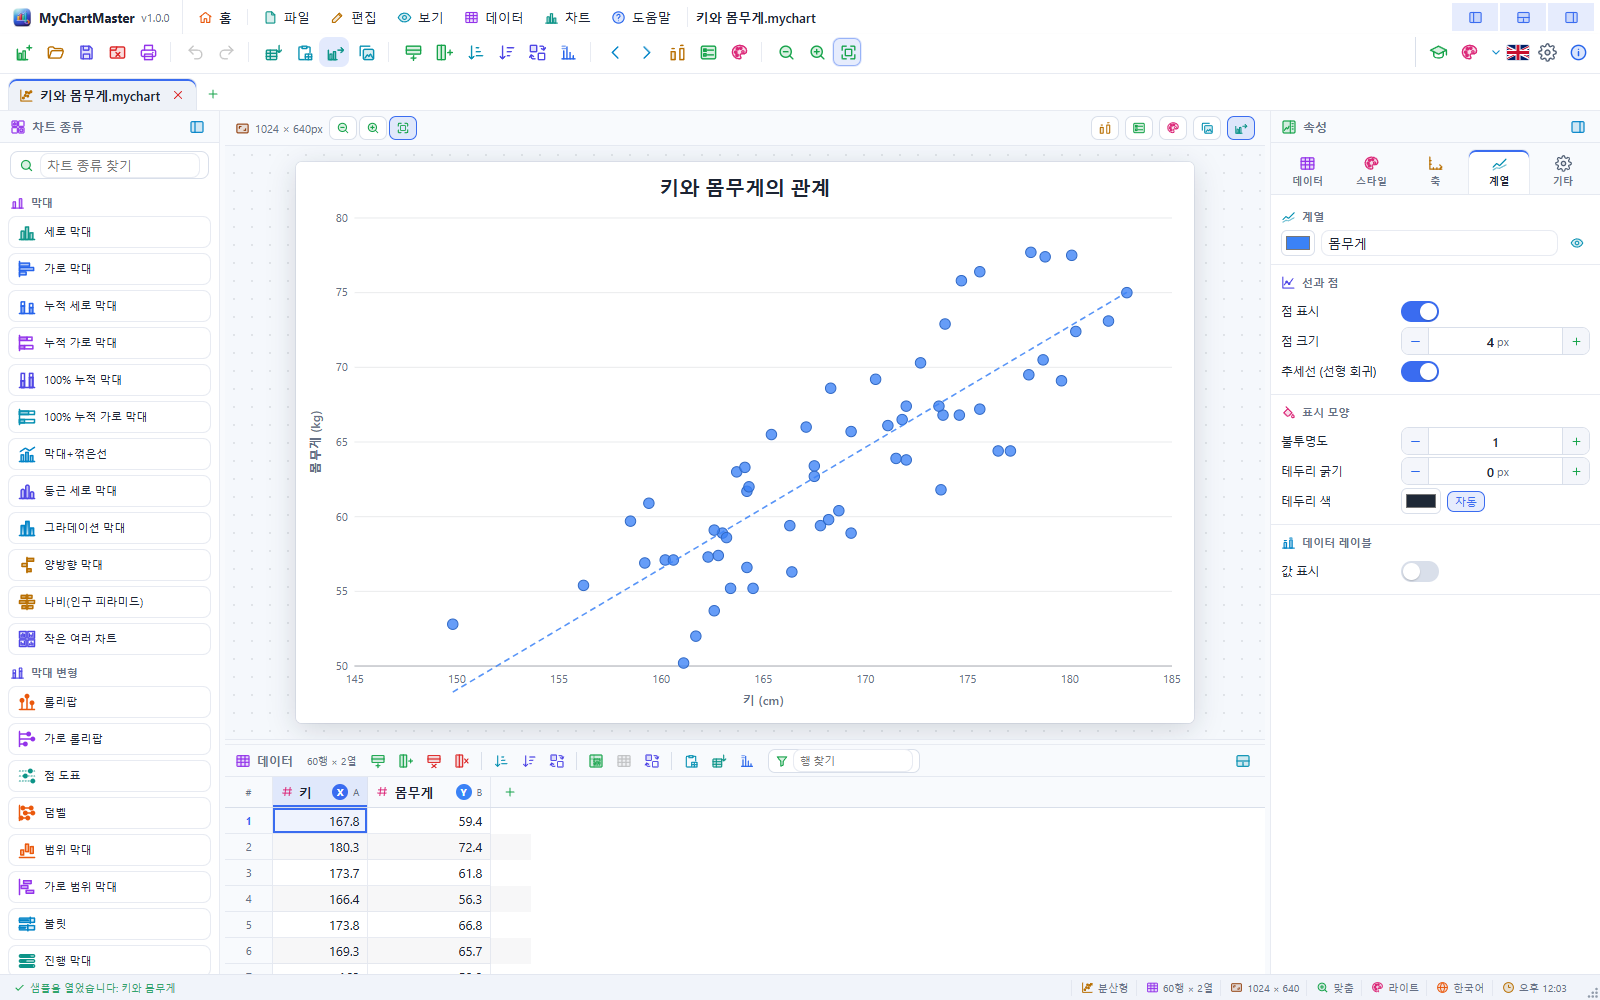 MyChartMaster v1.0.0 홈 파일 편집 보기 데이터 차트 도움말 키와 몸무게.mychart
키와 몸무게.mychart
차트 종류
차트 종류 찾기
막대
세로 막대
가로 막대
누적 세로 막대
누적 가로 막대
100% 누적 막대
100% 누적 가로 막대
막대+꺾은선
둥근 세로 막대
그라데이션 막대
양방향 막대
나비(인구 피라미드)
작은 여러 차트
막대 변형
롤리팝
가로 롤리팝
점 도표
덤벨
범위 막대
가로 범위 막대
불릿
진행 막대
1024 × 640px
키와 몸무게의 관계
80
75
70
65
60
55
50
몸무게 (kg)
145 150 155 160 165 170 175 180 185
키 (cm)
데이터 60행 × 2열 행 찾기
# 키 X A 몸무게 Y B
1 167.8 59.4
2 180.3 72.4
3 173.7 61.8
4 166.4 56.3
5 173.8 66.8
6 169.3 65.7
속성
데이터 스타일 축 계열 기타
계열
몸무게
선과 점
점 표시
점 크기 4 px
추세선 (선형 회귀)
표시 모양
불투명도 1
테두리 굵기 0 px
테두리 색 자동
데이터 레이블
값 표시
샘플을 열었습니다: 키와 몸무게
분산형 60행 × 2열 1024 × 640 맞춤 라이트 한국어 오후 12:03